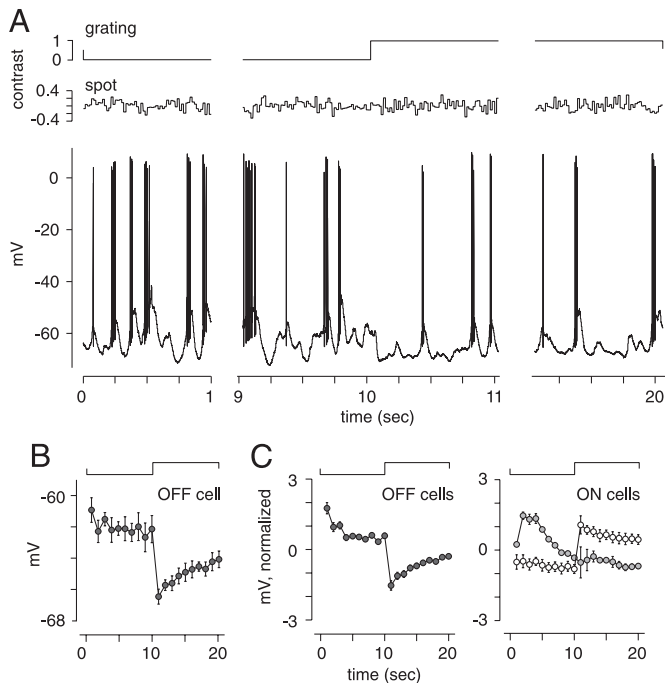 A
grating
1
0
contrast
spot
0.4
-0.4
0
-20
-40
-60
mV
0
1
9
10
11
20
time (sec)
B
OFF cell
-60
-68
mV
0
10
20
C
OFF cells
3
0
-3
mV, normalized
0
10
20
ON cells
3
0
-3
0
10
20
time (sec)